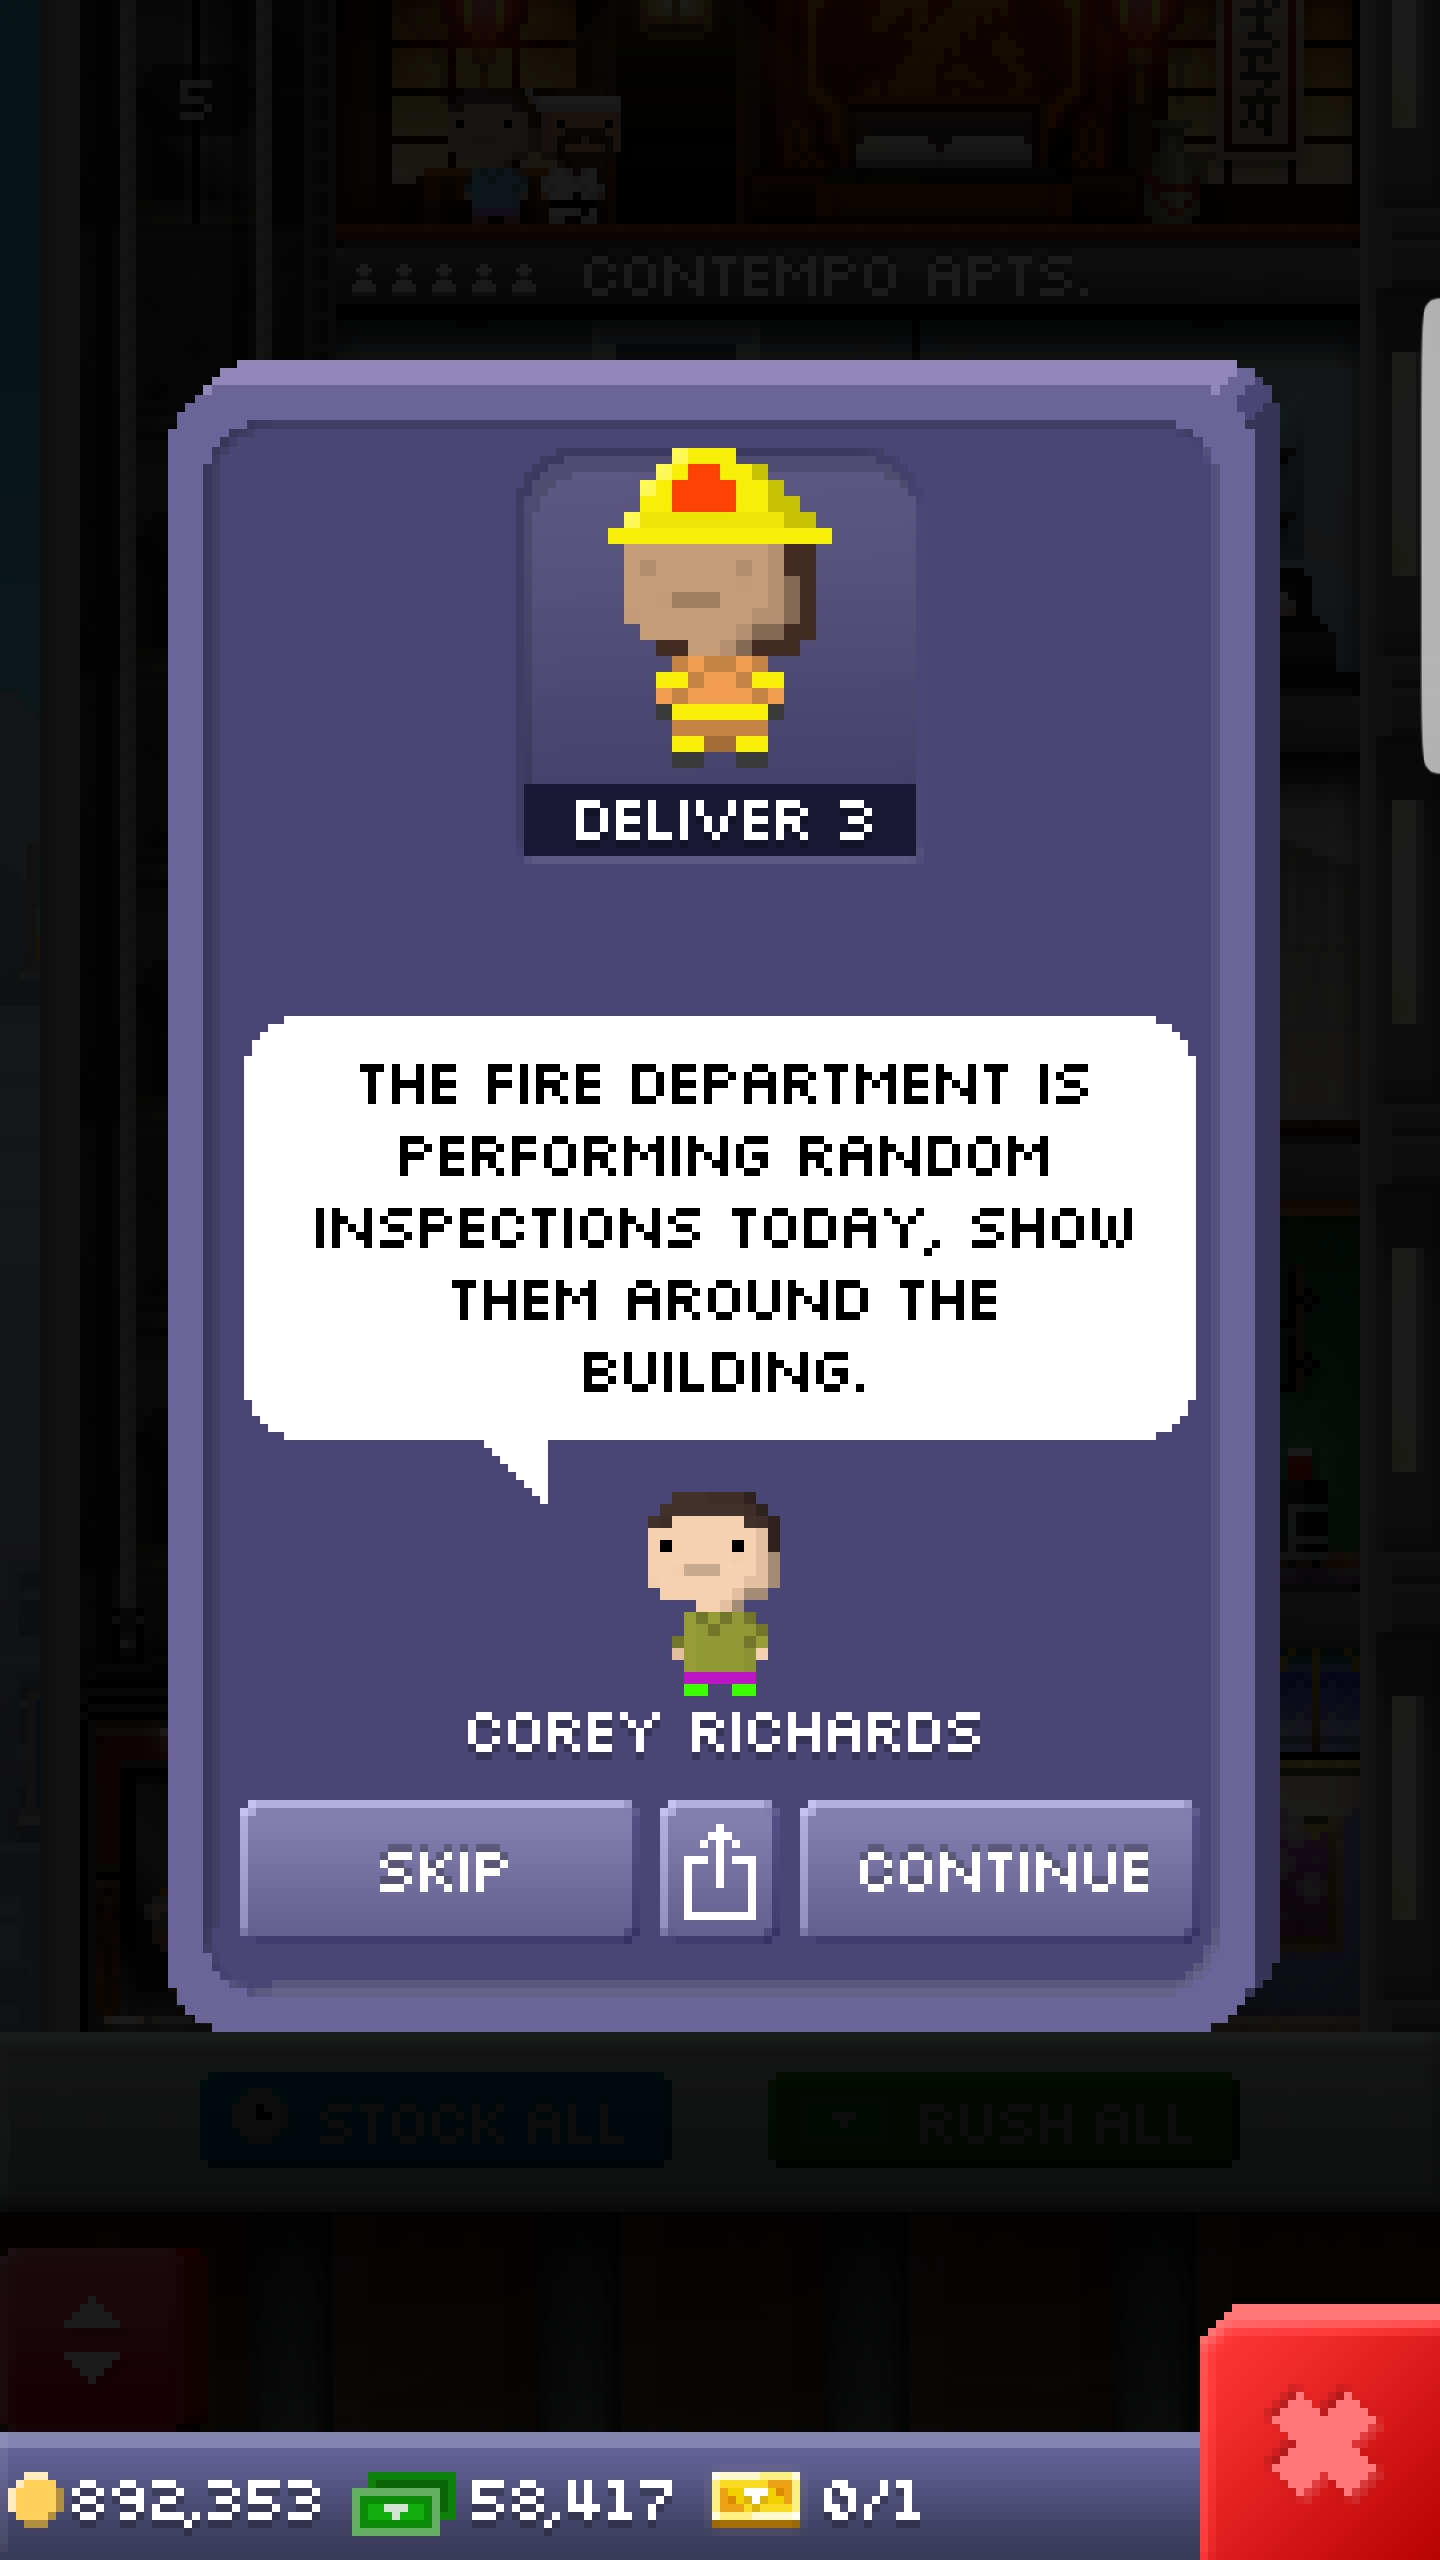 5
CONTEMPO APTS.
DELIVER 3
THE FIRE DEPARTMENT IS
PERFORMING RANDOM
INSPECTIONS TODAY, SHOW
THEM AROUND THE
BUILDING.
COREY RICHARDS
SKIP
CONTINUE
STOCK ALL
RUSH ALL
892,353
58,417
0/1